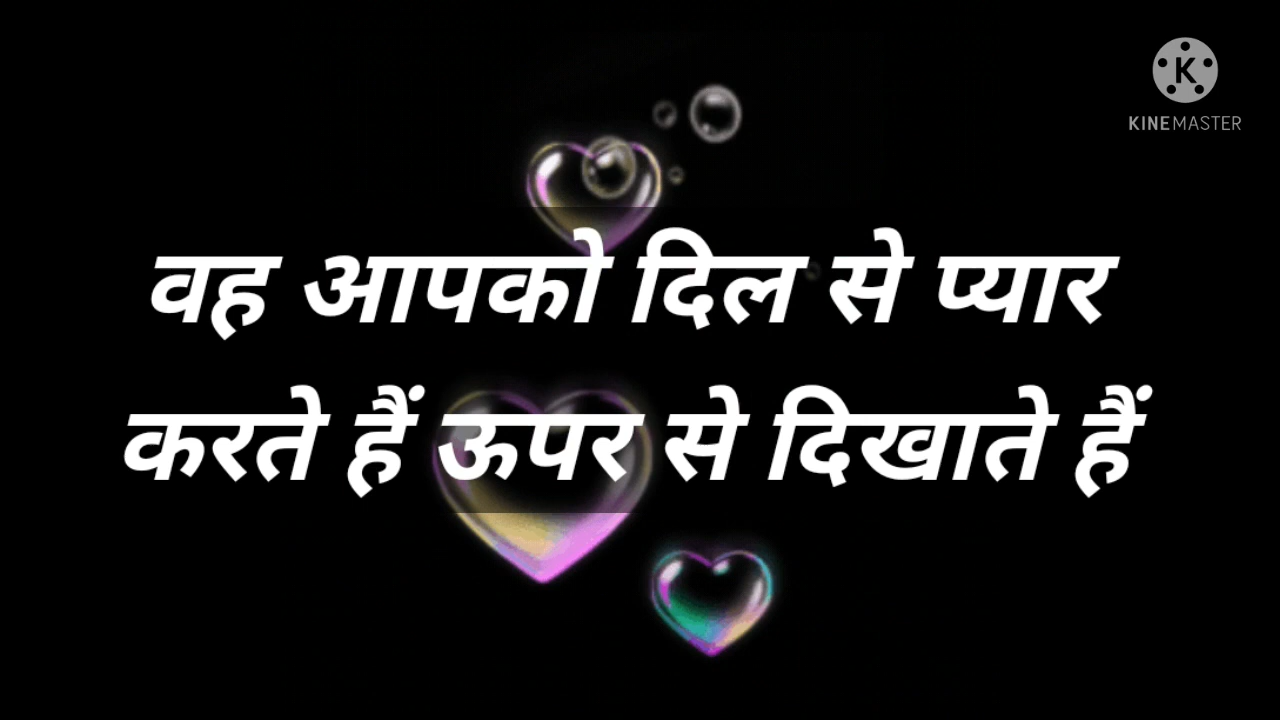 KINEMASTER
वह आपको दिल से प्यार
करते हैं ऊपर से दिखाते हैं